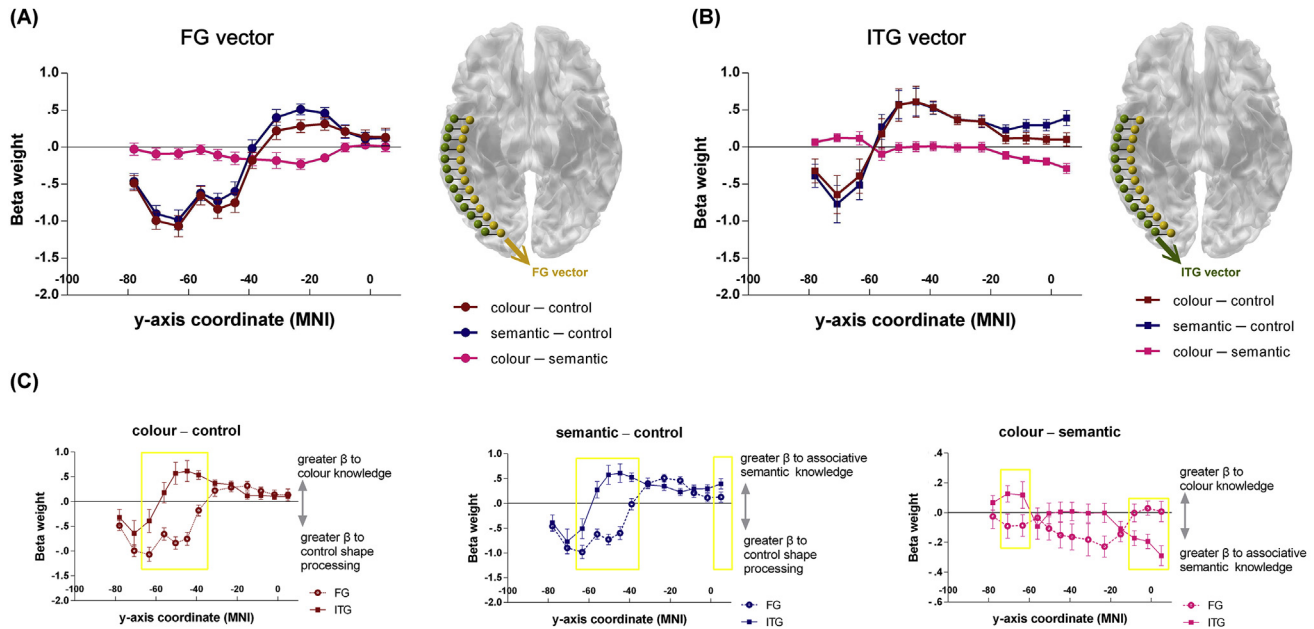 (A)
FG vector
1.0
.5
.0
-.5
-1.0
-1.5
-2.0
Beta weight
-100 -80 -60 -40 -20 0
y-axis coordinate (MNI)
FG vector
colour — control
semantic — control
colour — semantic
(B)
ITG vector
1.0
.5
.0
-.5
-1.0
-1.5
-2.0
Beta weight
-100 -80 -60 -40 -20 0
y-axis coordinate (MNI)
ITG vector
colour — control
semantic — control
colour — semantic
(C)
colour – control
1.0
.5
.0
-.5
-1.0
-1.5
-2.0
Beta weight
-80 -60 -40 -20 0
y-axis coordinate (MNI)
greater β to
colour knowledge
greater β to
control shape
processing
FG
ITG
semantic – control
1.0
.5
.0
-.5
-1.0
-1.5
-2.0
Beta weight
-80 -60 -40 -20 0
y-axis coordinate (MNI)
greater β to associative
semantic knowledge
greater β to
control shape
processing
FG
ITG
colour – semantic
.4
.2
.0
.2
.4
.6
Beta weight
-80 -60 -40 -20 0
y-axis coordinate (MNI)
greater β to
colour knowledge
greater β to associative
semantic knowledge
FG
ITG